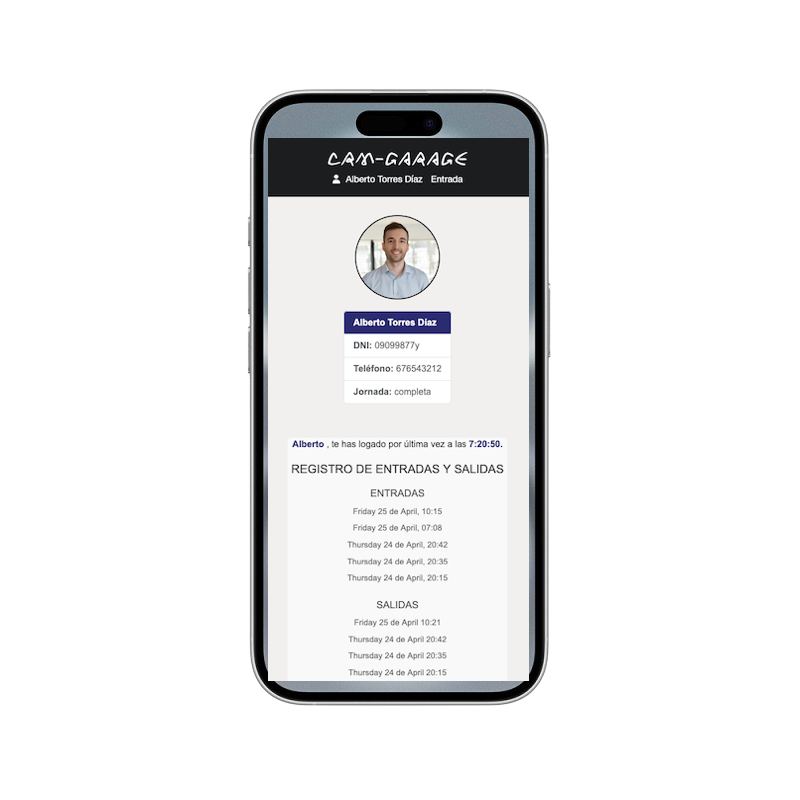 CAM-GARAGE
Alberto Torres Díaz Entrada
Alberto Torres Díaz
DNI: 09099877y
Teléfono: 676543212
Jornada: completa
Alberto , te has logado por última vez a las 7:20:50.
REGISTRO DE ENTRADAS Y SALIDAS
ENTRADAS
Friday 25 de April, 10:15
Friday 25 de April, 07:08
Thursday 24 de April, 20:42
Thursday 24 de April, 20:35
Thursday 24 de April, 20:15
SALIDAS
Friday 25 de April 10:21
Thursday 24 de April 20:42
Thursday 24 de April 20:35
Thursday 24 de April 20:15